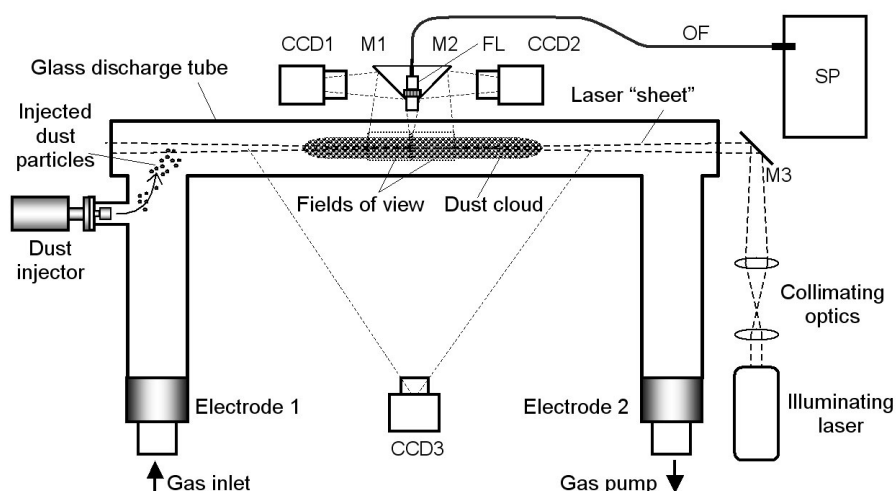 CCD1
M1
M2
FL
CCD2
OF
SP
Glass discharge tube
Laser “sheet”
Injected
dust
particles
M3
Fields of view
Dust cloud
Dust
injector
Collimating
optics
Electrode 1
Electrode 2
Illuminating
laser
CCD3
Gas inlet
Gas pump